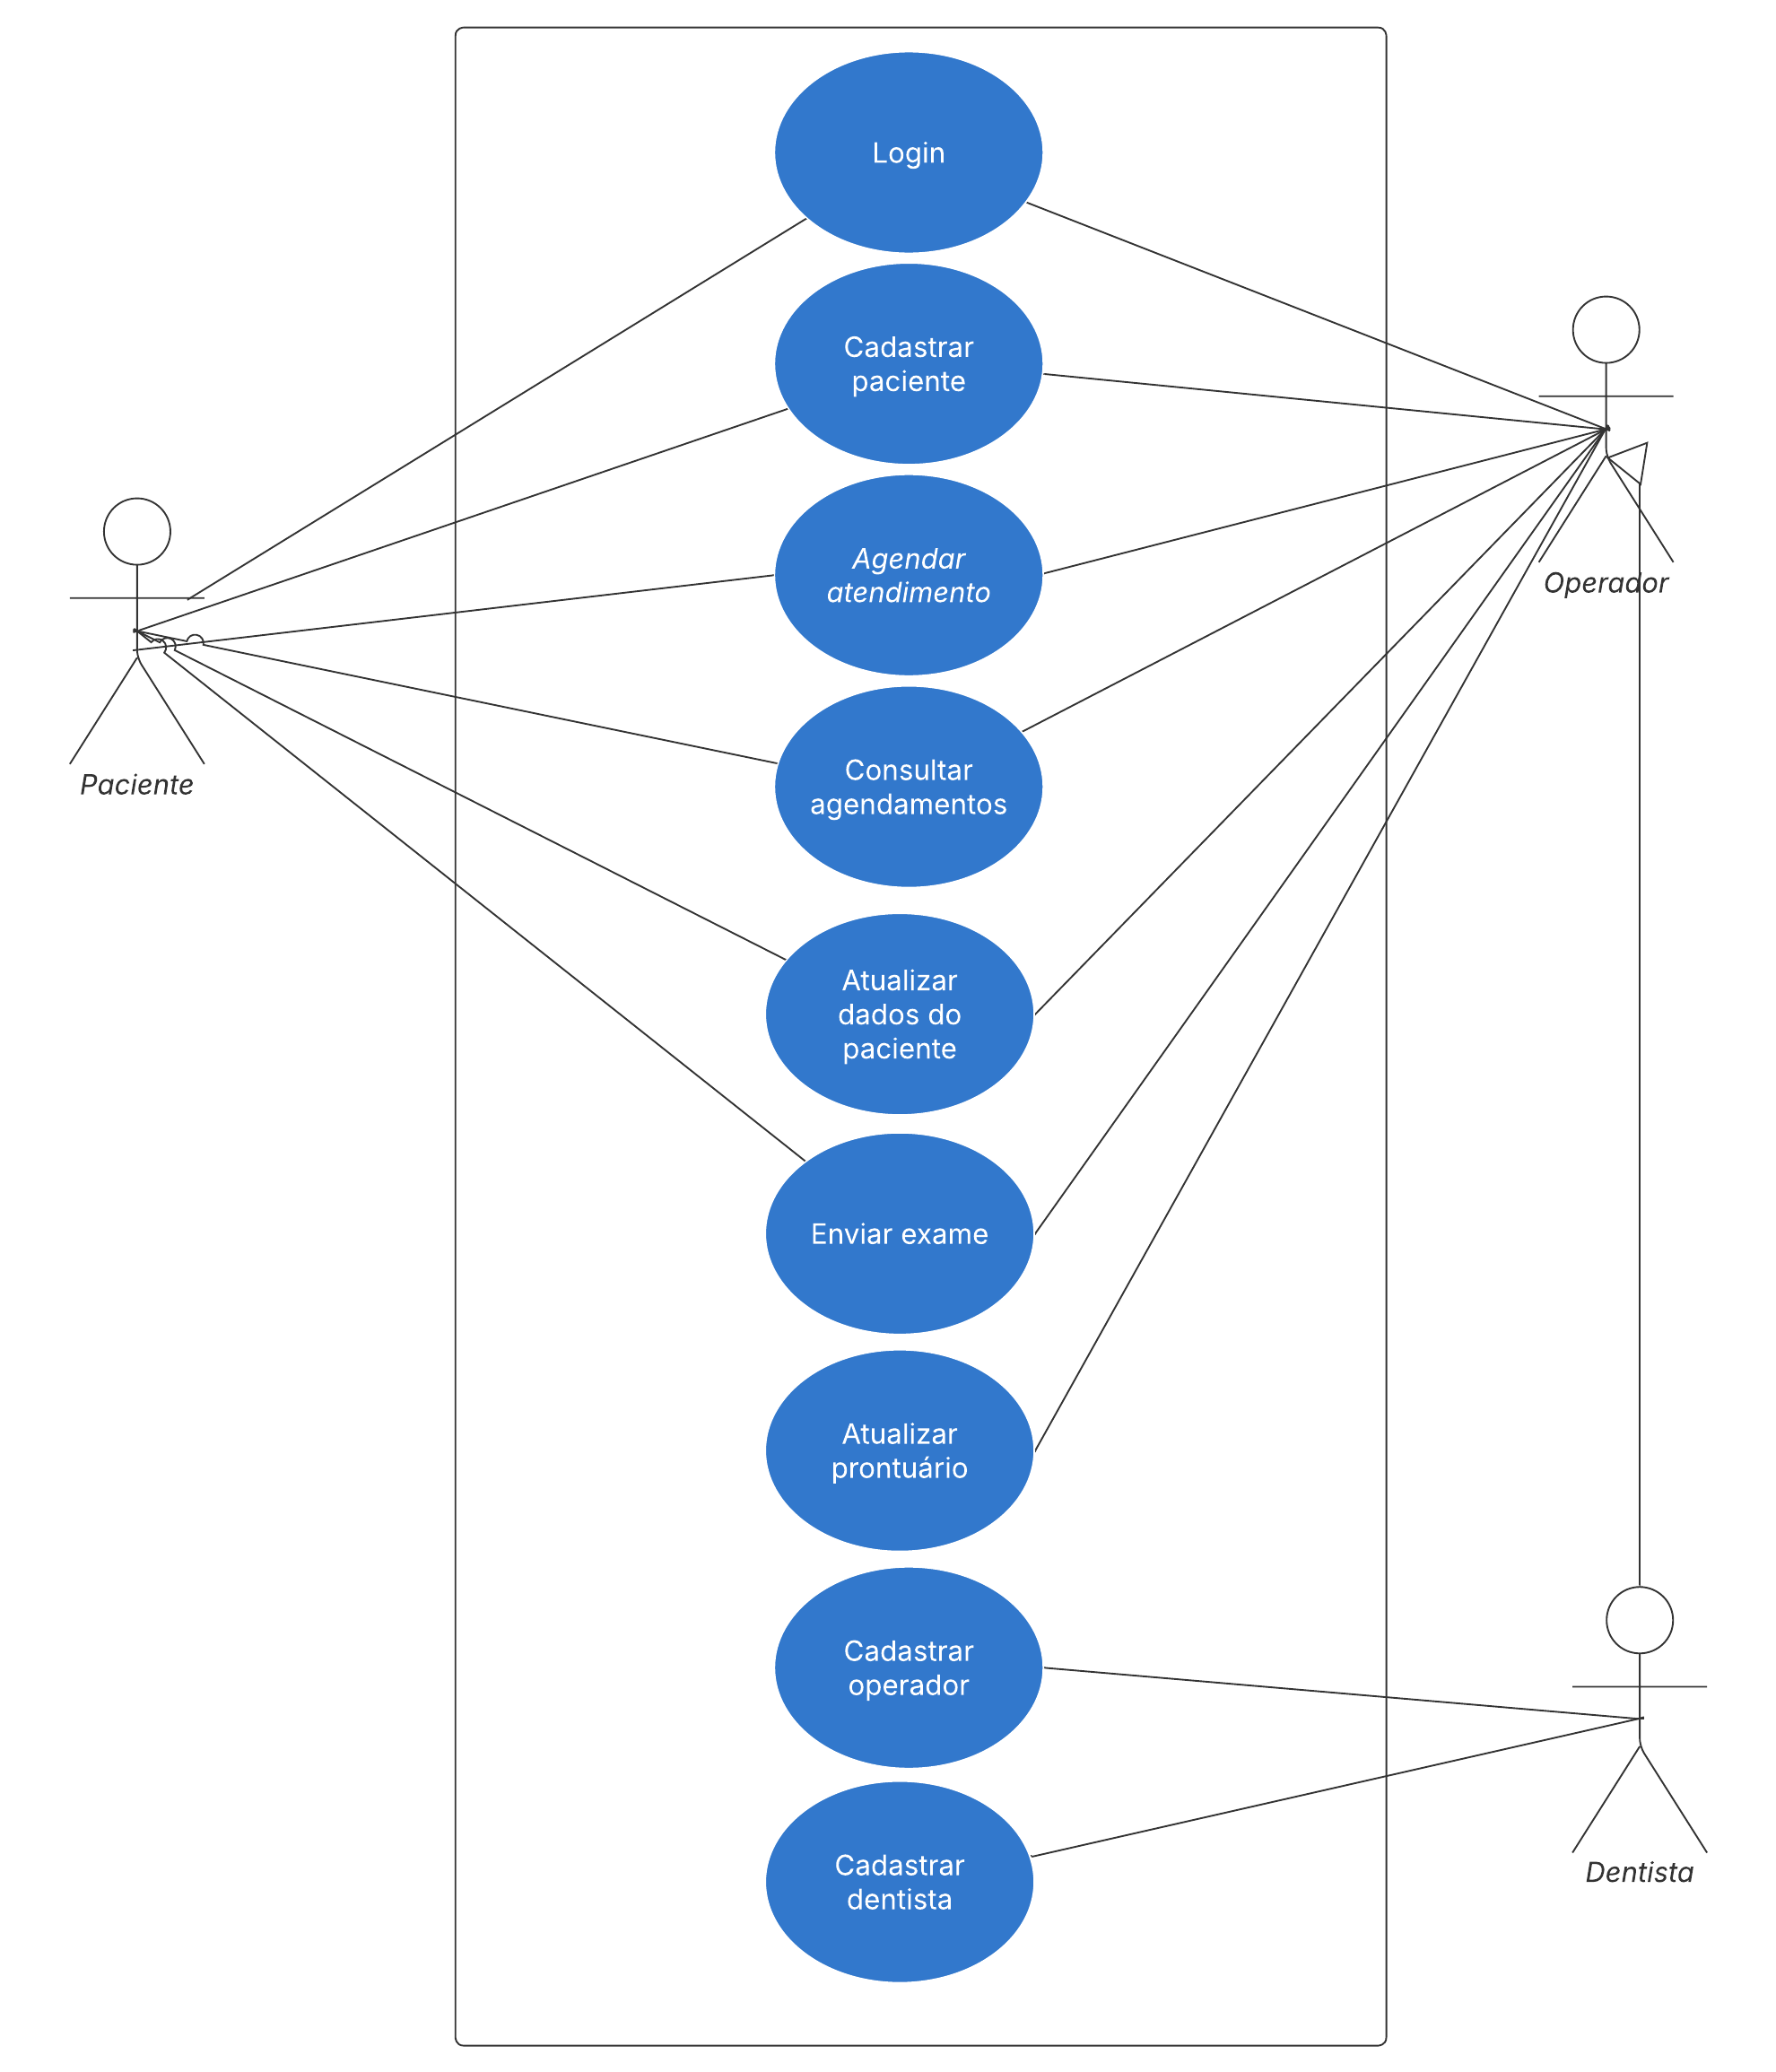 Login
Cadastrar
paciente
Agendar
atendimento
Operador
Consultar
agendamentos
Paciente
Atualizar
dados do
paciente
Enviar exame
Atualizar
prontuário
Cadastrar
operador
Cadastrar
dentista
Dentista